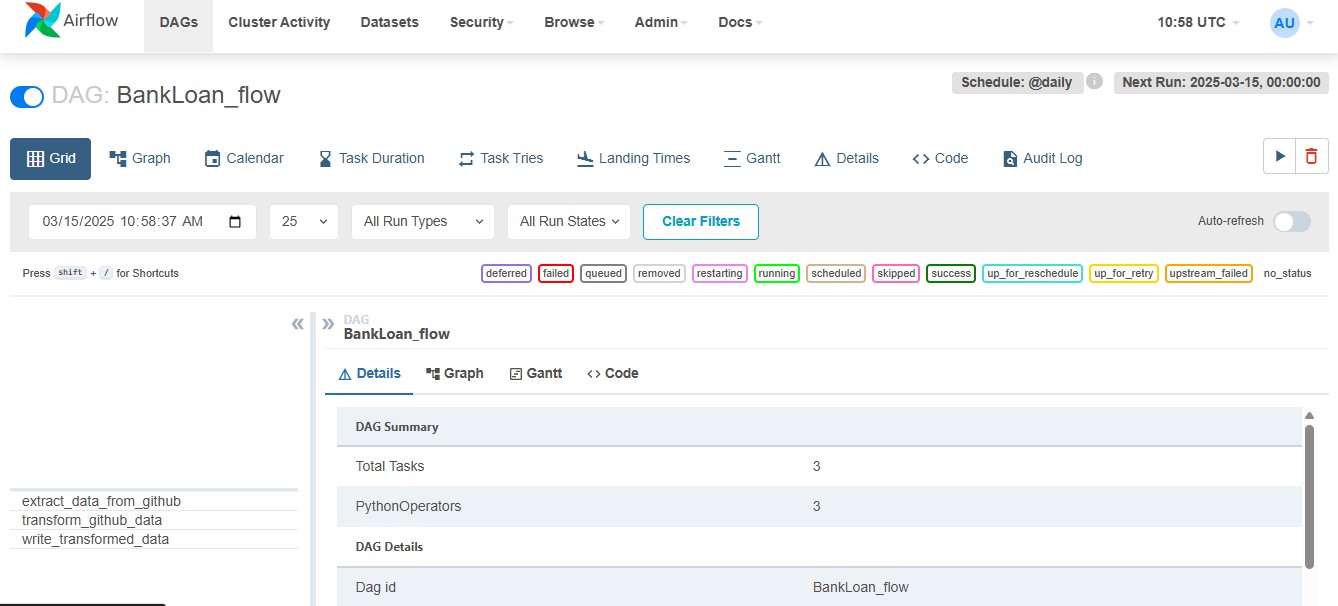 Airflow DAGs Cluster Activity Datasets Security Browse Admin Docs 10:58 UTC AU
DAG: BankLoan_flow Schedule: @daily i Next Run: 2025-03-15, 00:00:00
Grid Graph Calendar Task Duration Task Tries Landing Times Gantt Details <> Code Audit Log
03/15/2025 10:58:37 AM 25 All Run Types All Run States Clear Filters Auto-refresh
Press shift + / for Shortcuts deferred failed queued removed restarting running scheduled skipped success up_for_reschedule up_for_retry upstream_failed no_status
« » DAG
BankLoan_flow
Details Graph Gantt <> Code
DAG Summary
Total Tasks 3
extract_data_from_github
PythonOperators 3
transform_github_data
write_transformed_data
DAG Details
Dag id BankLoan_flow